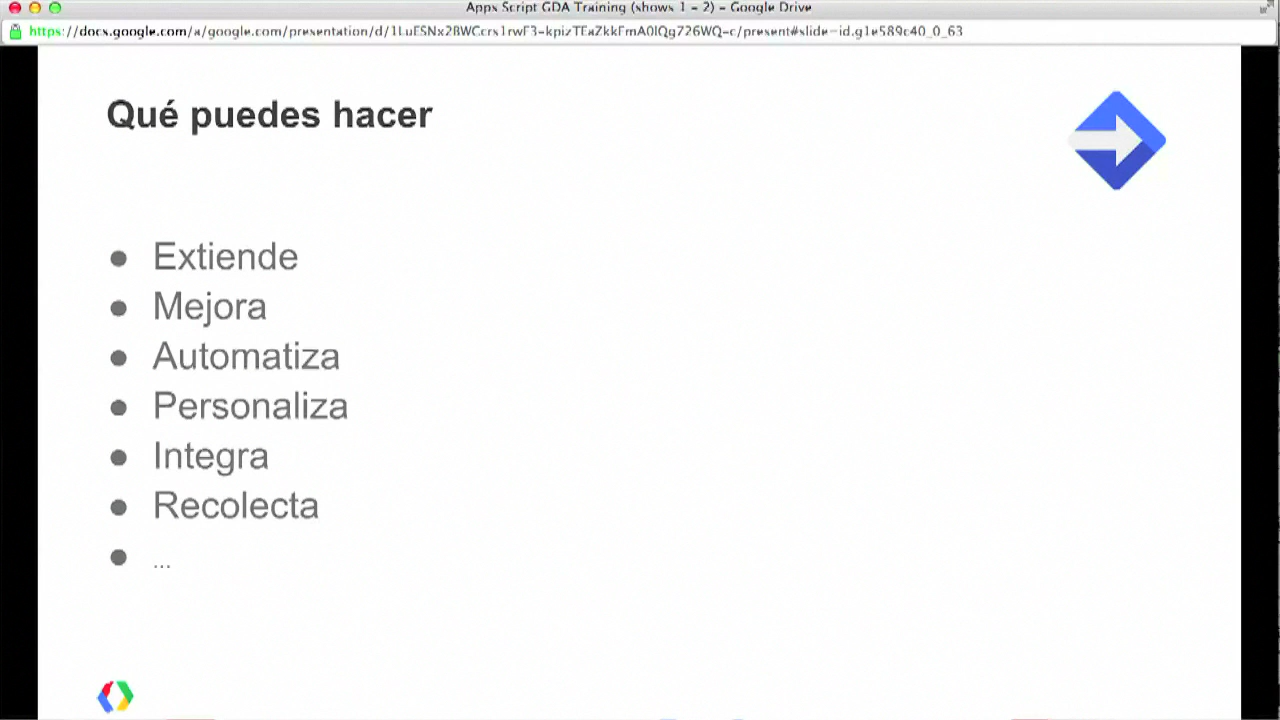 Apps Script GDA Training (shows 1 - 2) - Google Drive
Qué puedes hacer
● Extiende
● Mejora
● Automatiza
● Personaliza
● Integra
● Recolecta
● ...